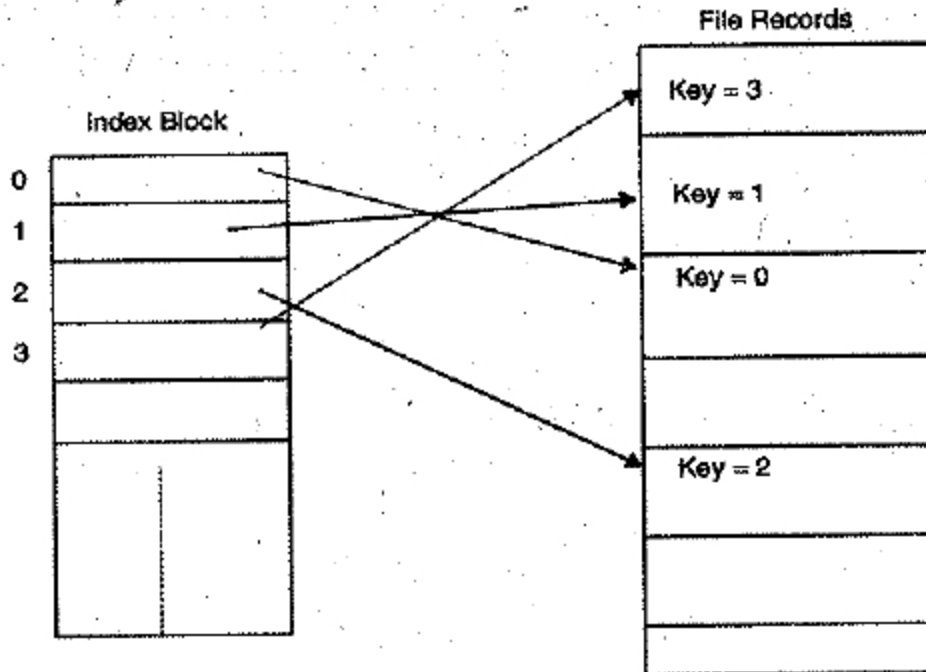 File Records
Index Block
0
1
2
3
Key = 3
Key = 1
Key = 0
Key = 2